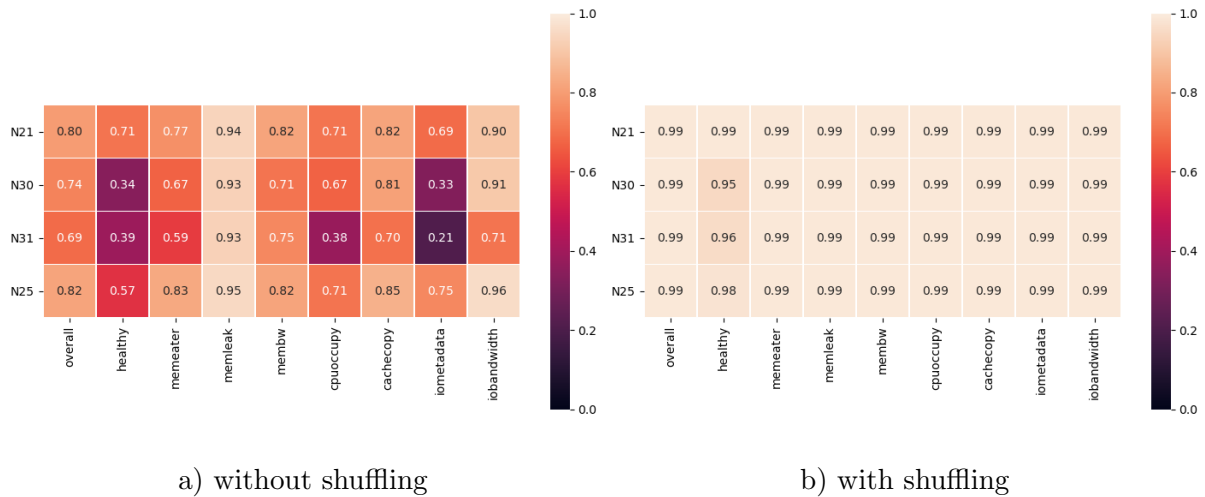 1.0
0.8
0.6
0.4
0.2
0.0
N21
0.80 0.71 0.77 0.94 0.82 0.71 0.82 0.69 0.90
N30
0.74 0.34 0.67 0.93 0.71 0.67 0.81 0.33 0.91
N31
0.69 0.39 0.59 0.93 0.75 0.38 0.70 0.21 0.71
N25
0.82 0.57 0.83 0.95 0.82 0.71 0.85 0.75 0.96
overall
healthy
memeater
memleak
membw
cpuoccupy
cachecopy
iometadata
iobandwidth
a) without shuffling
1.0
0.8
0.6
0.4
0.2
0.0
N21
0.99 0.99 0.99 0.99 0.99 0.99 0.99 0.99 0.99
N30
0.99 0.95 0.99 0.99 0.99 0.99 0.99 0.99 0.99
N31
0.99 0.96 0.99 0.99 0.99 0.99 0.99 0.99 0.99
N25
0.99 0.98 0.99 0.99 0.99 0.99 0.99 0.99 0.99
overall
healthy
memeater
memleak
membw
cpuoccupy
cachecopy
iometadata
iobandwidth
b) with shuffling